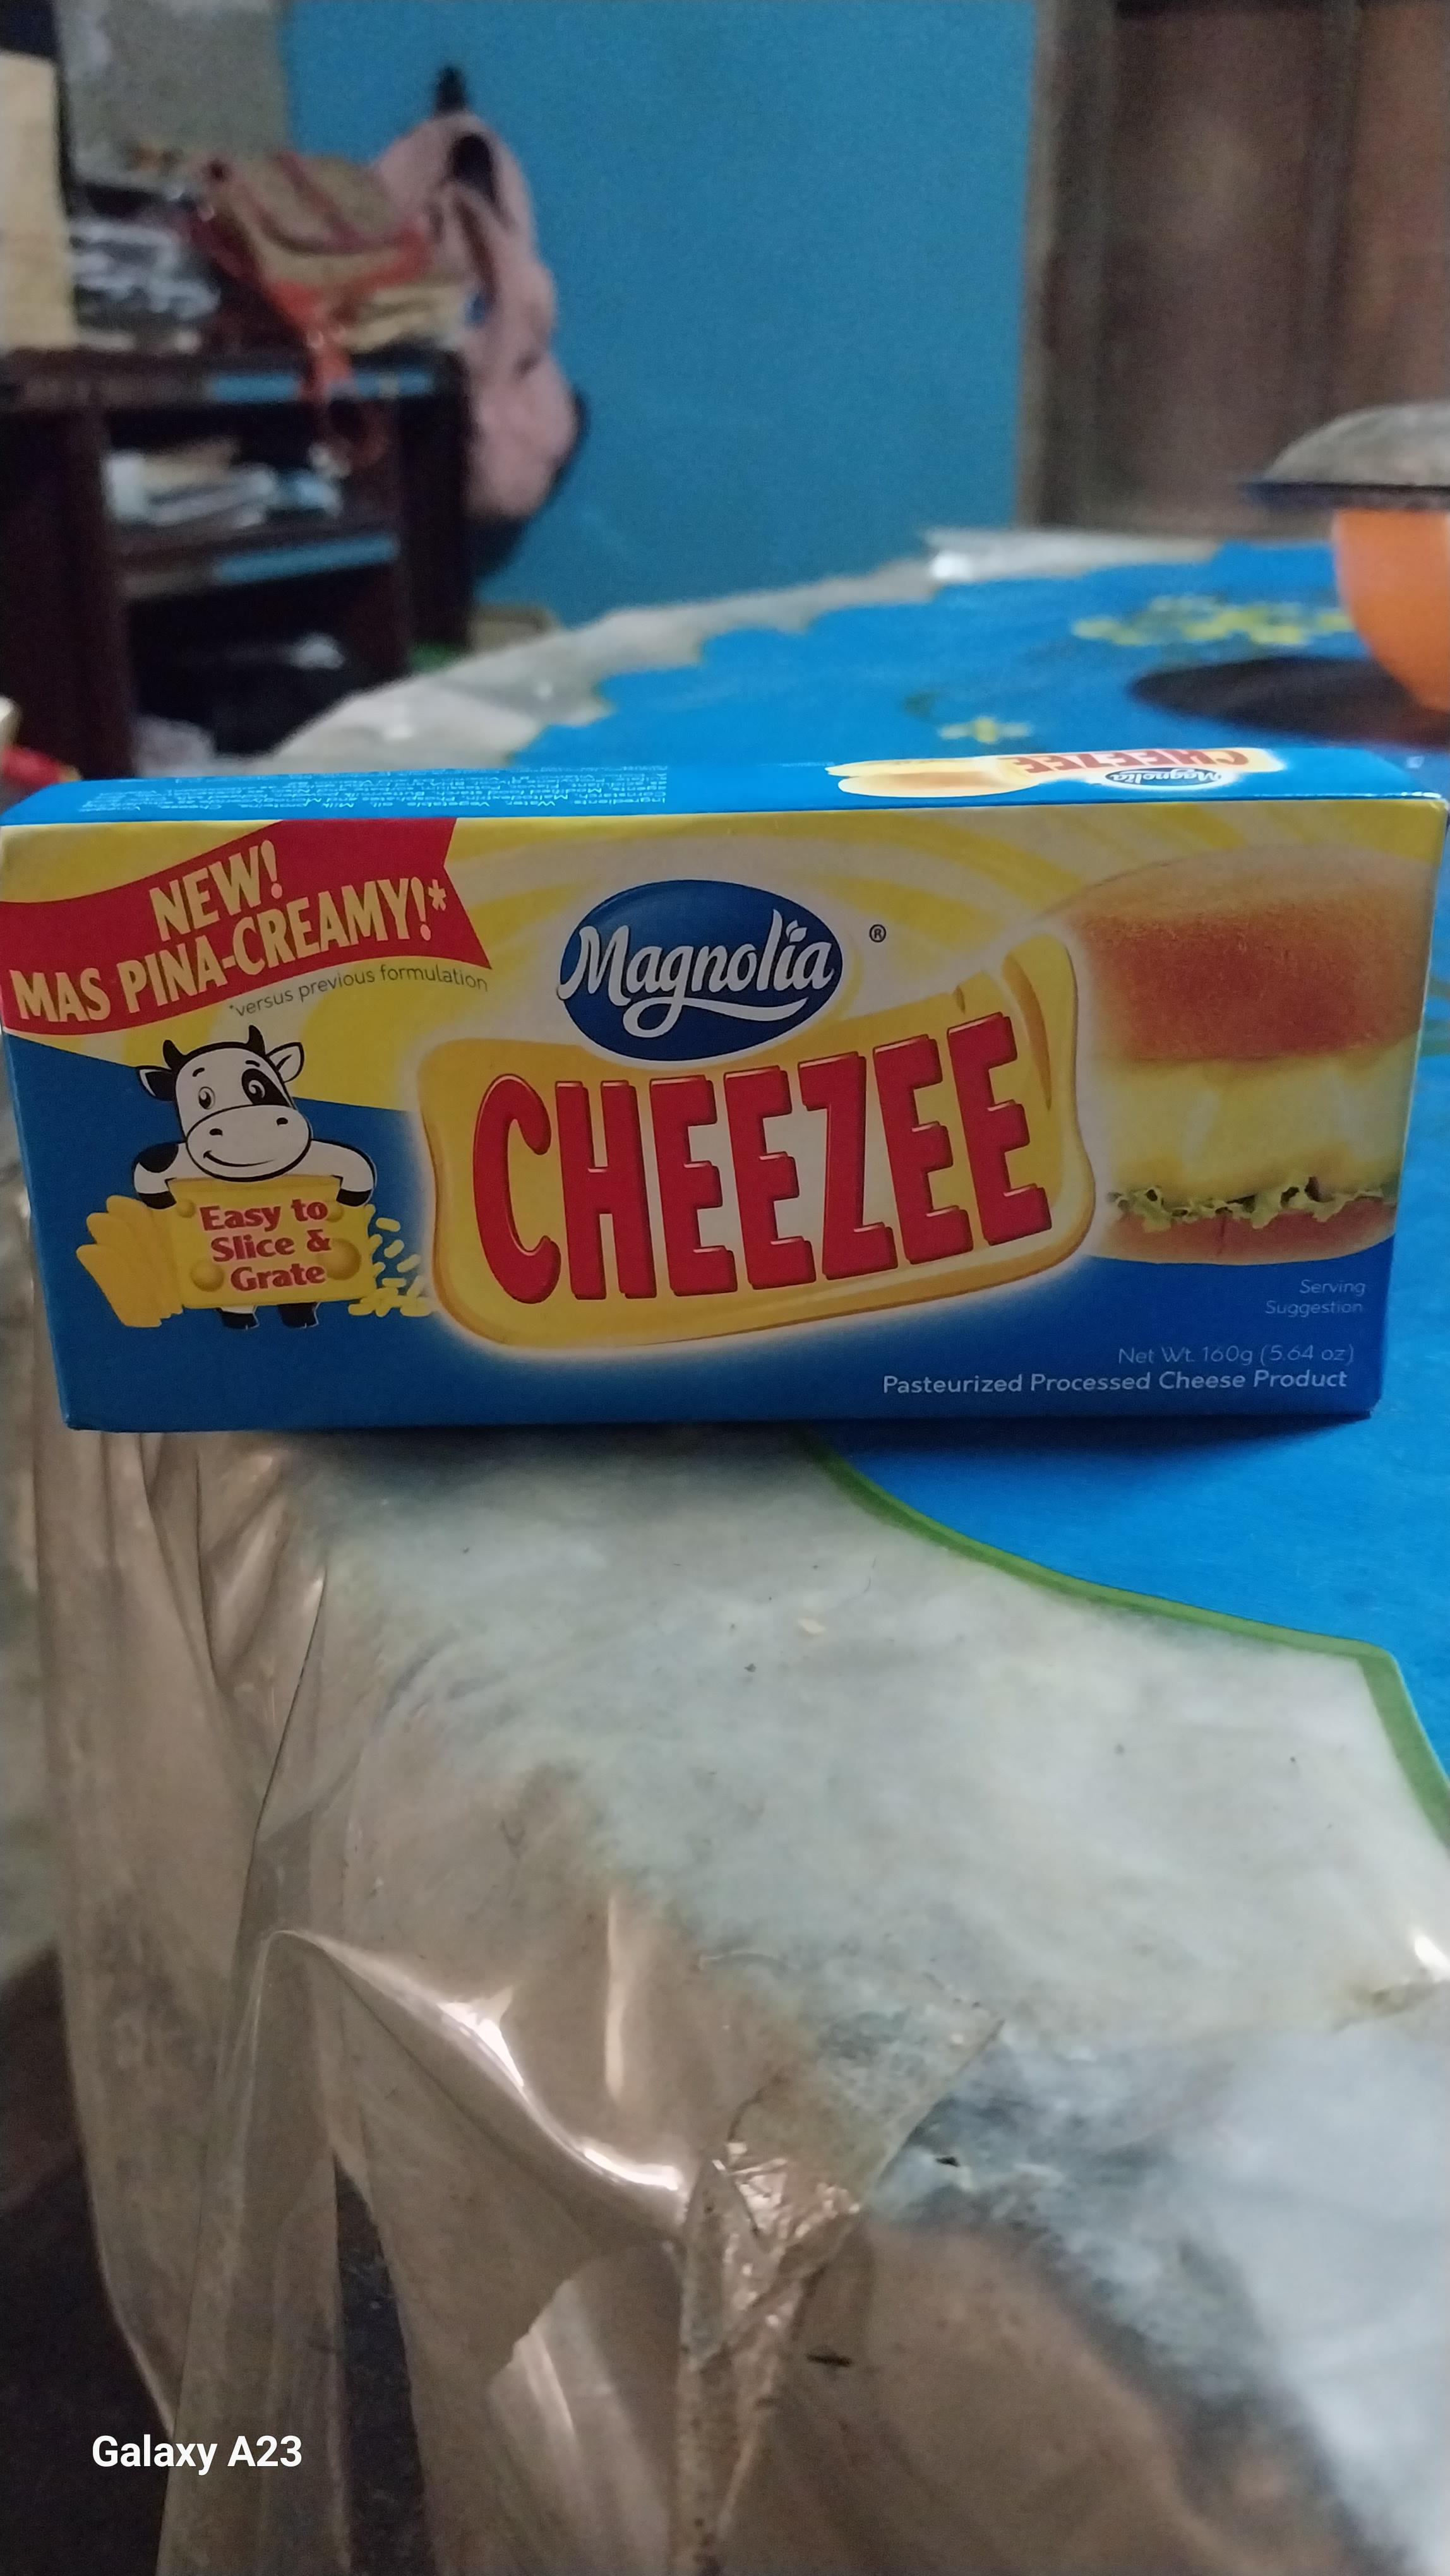 CHEEZEE
Magnolia
NEW!
MAS PINA-CREAMY!*
*versus previous formulation
Magnolia ®
CHEEZEE
Easy to
Slice &
Grate
Serving
Suggestion
Net Wt. 160g (5.64 oz)
Pasteurized Processed Cheese Product
Galaxy A23